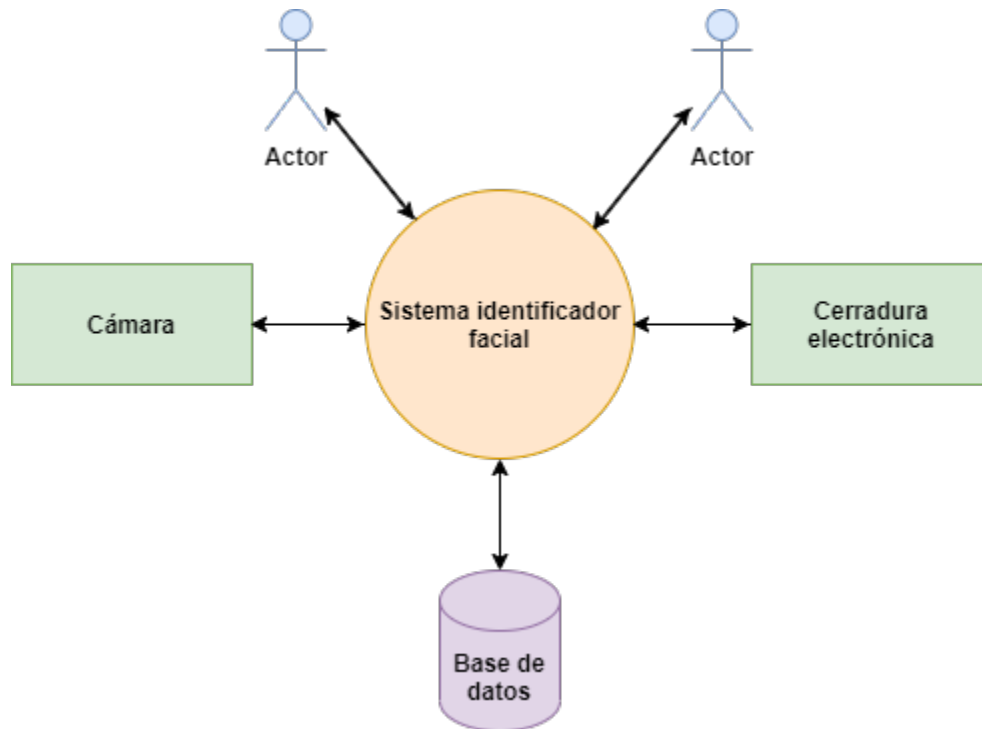 Actor
Actor
Cámara
Sistema identificador
facial
Cerradura
electrónica
Base de
datos